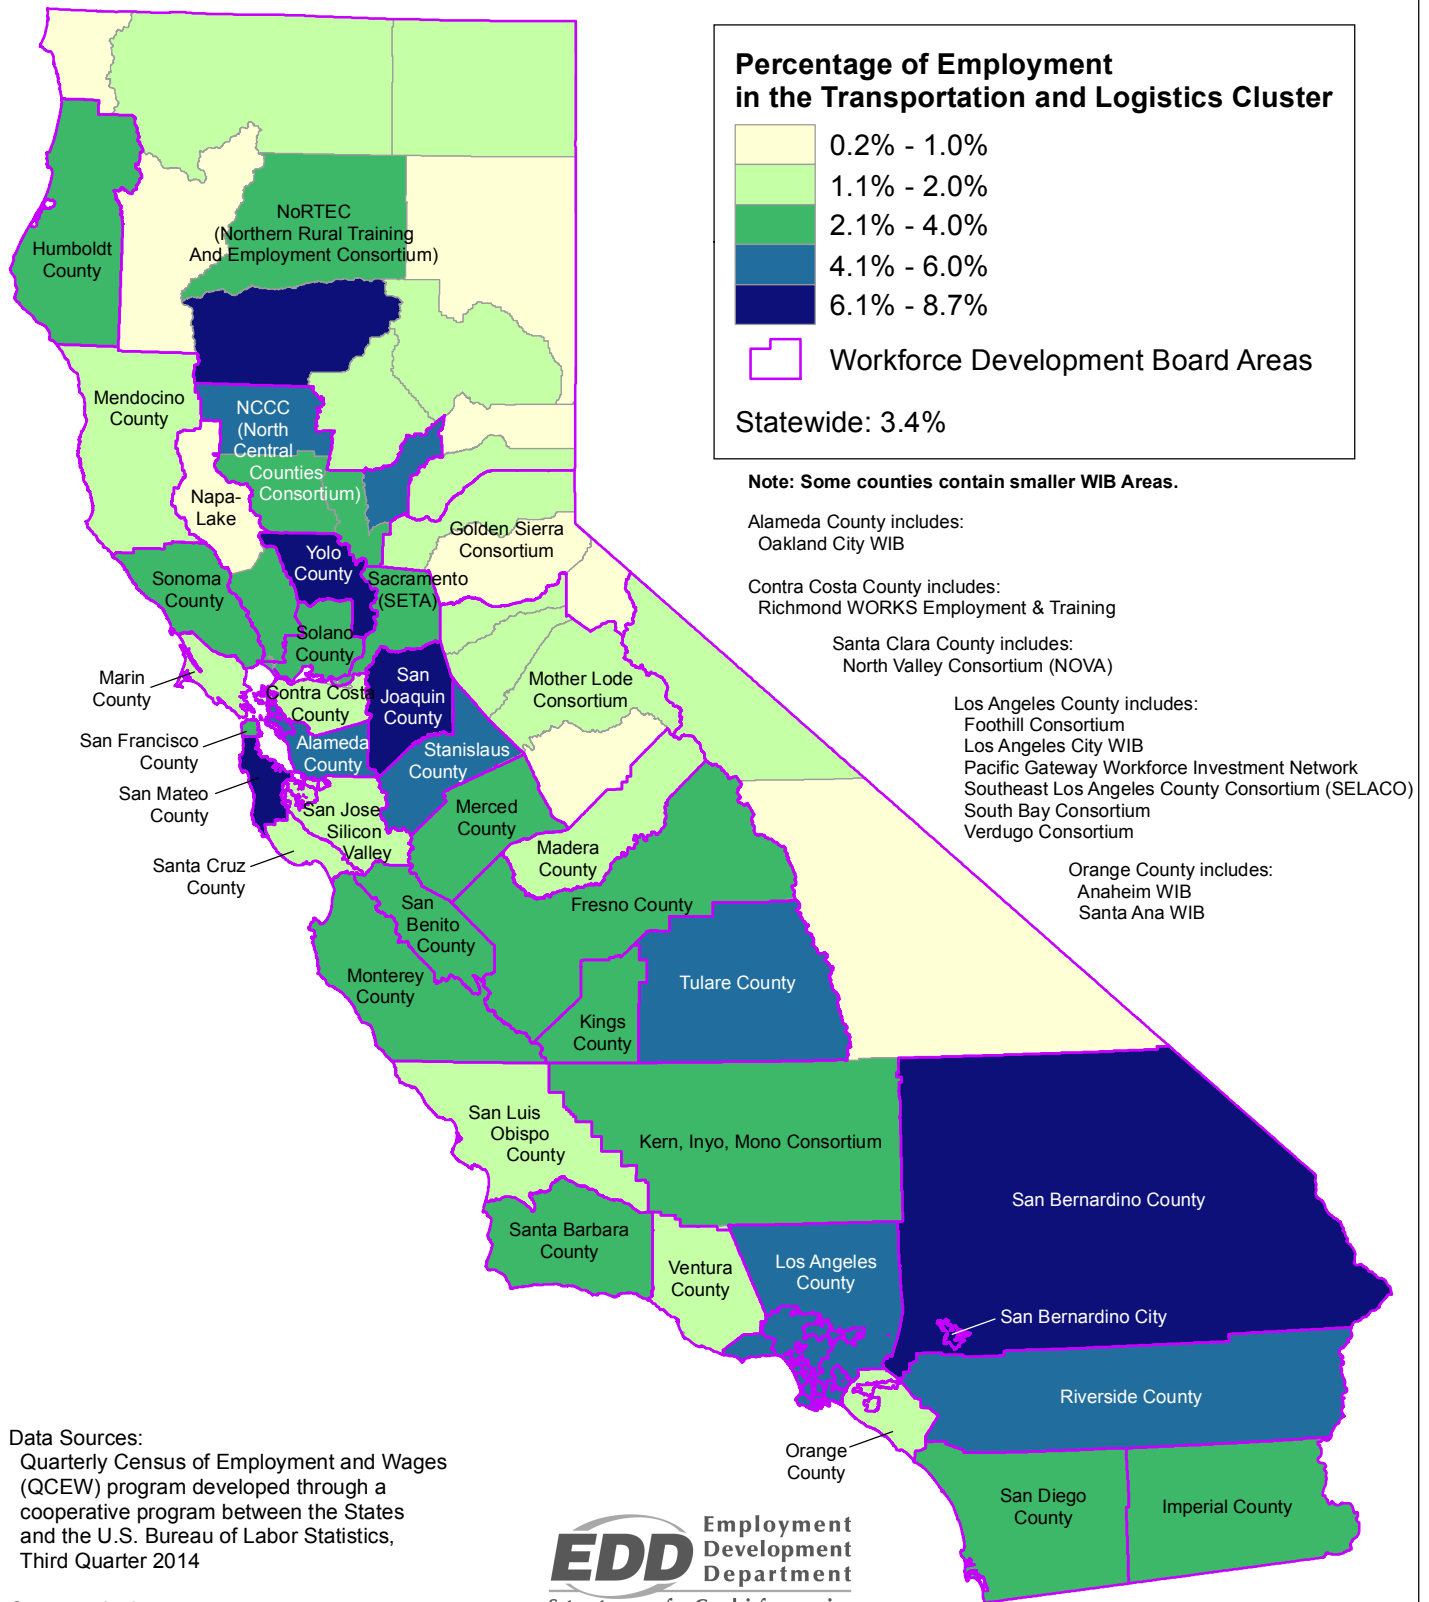 Percentage of Employment
in the Transportation and Logistics Cluster
0.2% - 1.0%
1.1% - 2.0%
2.1% - 4.0%
4.1% - 6.0%
6.1% - 8.7%
Workforce Development Board Areas
Statewide: 3.4%
Note: Some counties contain smaller WIB Areas.
Alameda County includes:
Oakland City WIB
Contra Costa County includes:
Richmond WORKS Employment & Training
Santa Clara County includes:
North Valley Consortium (NOVA)
Los Angeles County includes:
Foothill Consortium
Los Angeles City WIB
Pacific Gateway Workforce Investment Network
Southeast Los Angeles County Consortium (SELACO)
South Bay Consortium
Verdugo Consortium
Orange County includes:
Anaheim WIB
Santa Ana WIB
Humboldt
County
NoRTEC
(Northern Rural Training
And Employment Consortium)
Mendocino
County
NCCC
(North
Central
Counties
Consortium)
Napa-
Lake
Golden Sierra
Consortium
Yolo
County
Sonoma
County
Sacramento
(SETA)
Solano
County
Marin
County
Contra Costa
County
San
Joaquin
County
Mother Lode
Consortium
San Francisco
County
Alameda
County
Stanislaus
County
San Mateo
County
San Jose
Silicon
Valley
Merced
County
Santa Cruz
County
Madera
County
San
Benito
County
Fresno County
Monterey
County
Tulare County
Kings
County
San Luis
Obispo
County
Kern, Inyo, Mono Consortium
San Bernardino County
Santa Barbara
County
Ventura
County
Los Angeles
County
San Bernardino City
Riverside County
Orange
County
San Diego
County
Imperial County
Data Sources:
Quarterly Census of Employment and Wages
(QCEW) program developed through a
cooperative program between the States
and the U.S. Bureau of Labor Statistics,
Third Quarter 2014
EDD
Employment
Development
Department